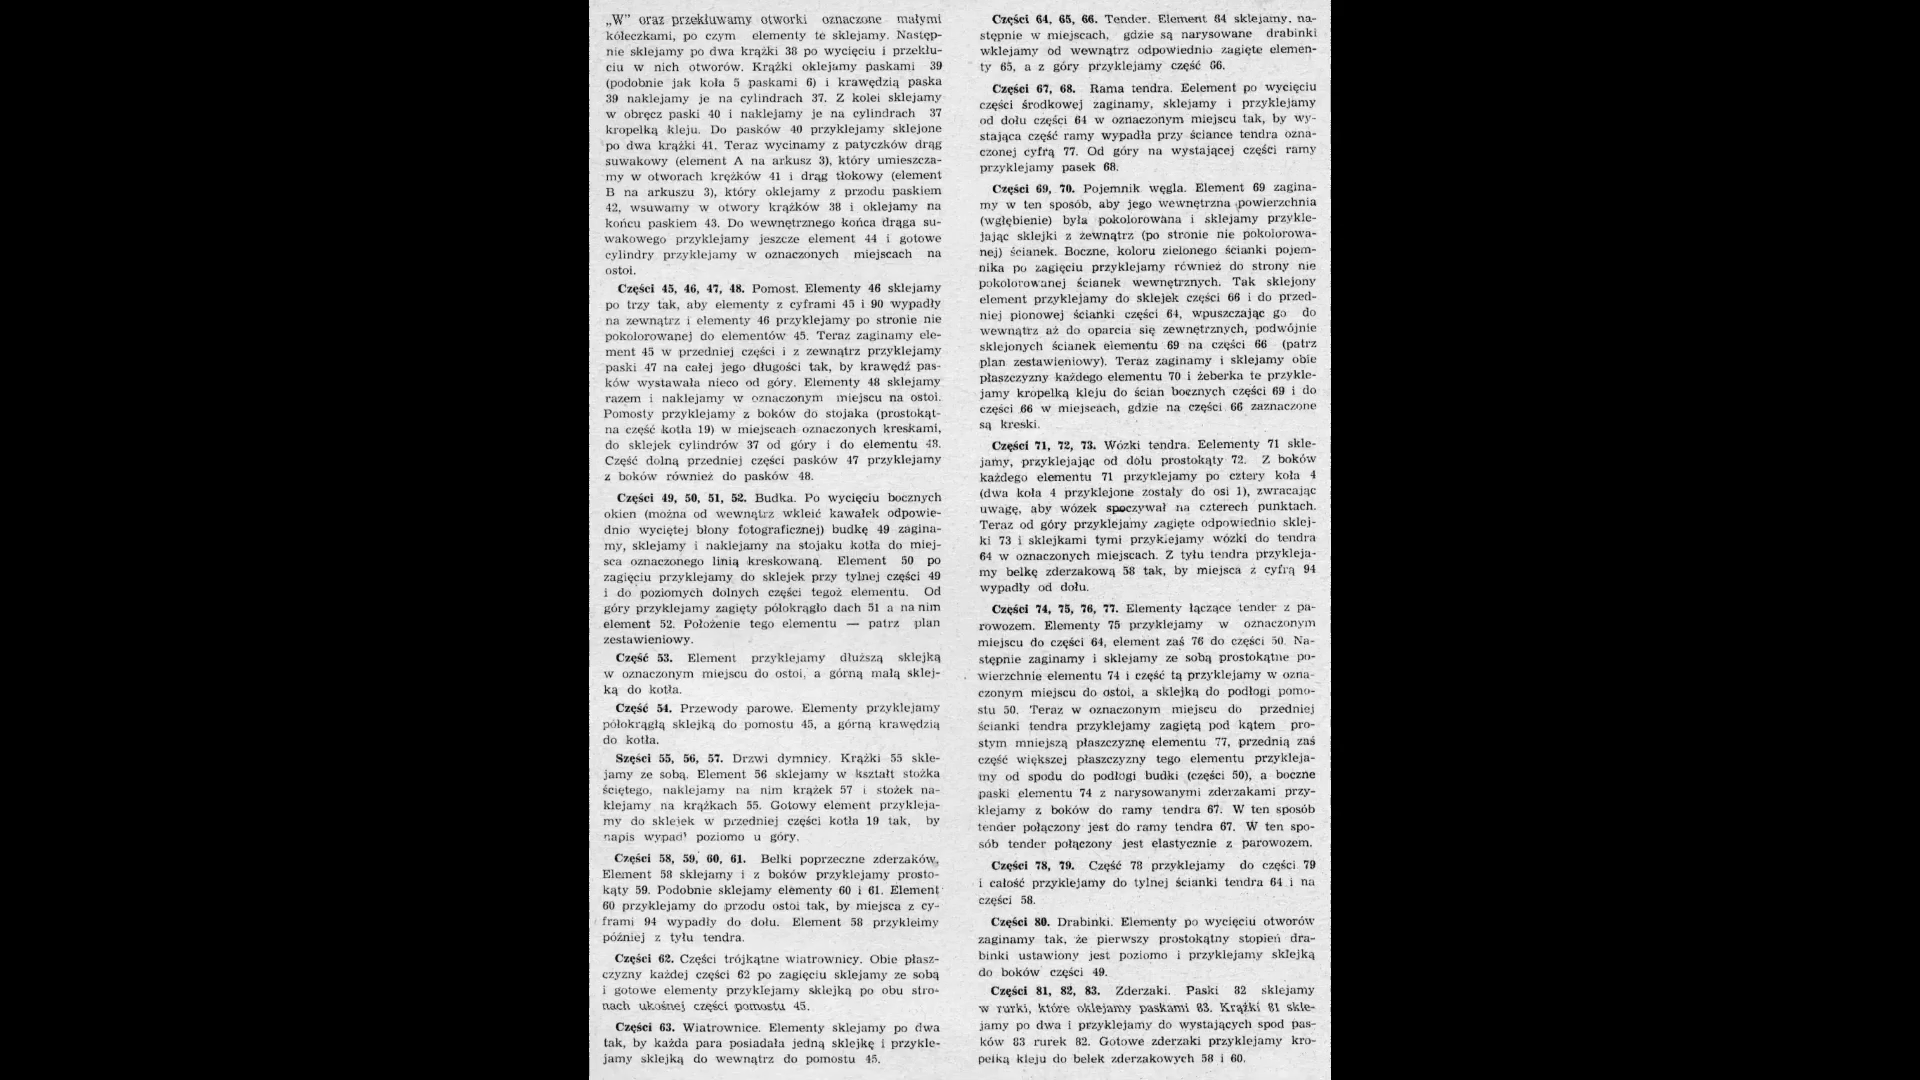 „W” oraz przekłuwamy otworki oznaczone małymi
kółeczkami, po czym elementy te sklejamy. Następ-
nie sklejamy po dwa krążki 38 po wycięciu i przekłu-
ciu w nich otworów. Krążki oklejamy paskami 39
(podobnie jak koła 5 paskami 6) i krawędzią paska
39 naklejamy je na cylindrach 37. Z kolei sklejamy
w obręcz paski 40 i naklejamy je na cylindrach 37
kropelką kleju. Do pasków 40 przyklejamy sklejone
po dwa krążki 41. Teraz wycinamy z patyczków drąg
suwakowy (element A na arkusz 3), który umieszcza-
my w otworach krężków 41 i drąg tłokowy (element
B na arkuszu 3), który oklejamy z przodu paskiem
42, wsuwamy w otwory krążków 38 i oklejamy na
końcu paskiem 43. Do wewnętrznego końca drąga su-
wakowego przyklejamy jeszcze element 44 i gotowe
cylindry przyklejamy w oznaczonych miejscach na
ostoi.
Części 45, 46, 47, 48. Pomost. Elementy 46 sklejamy
po trzy tak, aby elementy z cyframi 45 i 90 wypadły
na zewnątrz i elementy 46 przyklejamy po stronie nie
pokolorowanej do elementów 45. Teraz zaginamy ele-
ment 45 w przedniej części i z zewnątrz przyklejamy
paski 47 na całej jego długości tak, by krawędź pas-
ków wystawała nieco od góry. Elementy 48 sklejamy
razem i naklejamy w oznaczonym miejscu na ostoi.
Pomosty przyklejamy z boków do stojaka (prostokąt-
na część kotła 19) w miejscach oznaczonych kreskami,
do sklejek cylindrów 37 od góry i do elementu 43.
Część dolną przedniej części pasków 47 przyklejamy
z boków również do pasków 48.
Części 49, 50, 51, 52. Budka. Po wycięciu bocznych
okien (można od wewnątrz wkleić kawałek odpowie-
dnio wyciętej błony fotograficznej) budkę 49 zagina-
my, sklejamy i naklejamy na stojaku kotła do miej-
sca oznaczonego linią kreskowaną. Element 50 po
zagięciu przyklejamy do sklejek przy tylnej części 49
i do poziomych dolnych części tegoż elementu. Od
góry przyklejamy zagięty półokrągło dach 51 a na nim
element 52. Położenie tego elementu — patrz plan
zestawieniowy.
Część 53. Element przyklejamy dłuższą sklejką
w oznaczonym miejscu do ostoi, a górną małą sklej-
ką do kotła.
Część 54. Przewody parowe. Elementy przyklejamy
półokrągłą sklejką do pomostu 45, a górną krawędzią
do kotła.
Szęści 55, 56, 57. Drzwi dymnicy. Krążki 55 skle-
jamy ze sobą. Element 56 sklejamy w kształt stożka
ściętego, naklejamy na nim krążek 57 i stożek na-
klejamy na krążkach 55. Gotowy element przykleja-
my do sklejek w przedniej części kotła 19 tak, by
napis wypadł poziomo u góry.
Części 58, 59, 60, 61. Belki poprzeczne zderzaków.
Element 58 sklejamy i z boków przyklejamy prosto-
kąty 59. Podobnie sklejamy elementy 60 i 61. Element
60 przyklejamy do przodu ostoi tak, by miejsca z cy-
frami 94 wypadły do dołu. Element 58 przykleimy
później z tyłu tendra.
Części 62. Części trójkątne wiatrownicy. Obie płasz-
czyzny każdej części 62 po zagięciu sklejamy ze sobą
i gotowe elementy przyklejamy sklejką po obu stro-
nach ukośnej części pomostu 45.
Części 63. Wiatrownice. Elementy sklejamy po dwa
tak, by każda para posiadała jedną sklejkę i przykle-
jamy sklejką do wewnątrz do pomostu 45.
Części 64, 65, 66. Tender. Element 64 sklejamy, na-
stępnie w miejscach, gdzie są narysowane drabinki
wklejamy od wewnątrz odpowiednio zagięte elemen-
ty 65, a z góry przyklejamy część 66.
Części 67, 68. Rama tendra. Eelement po wycięciu
części środkowej zaginamy, sklejamy i przyklejamy
od dołu części 64 w oznaczonym miejscu tak, by wy-
stająca część ramy wypadła przy ściance tendra ozna-
czonej cyfrą 77. Od góry na wystającej części ramy
przyklejamy pasek 68.
Części 69, 70. Pojemnik węgla. Element 69 zagina-
my w ten sposób, aby jego wewnętrzna powierzchnia
(wgłębienie) była pokolorowana i sklejamy przykle-
jając sklejki z zewnątrz (po stronie nie pokolorowa-
nej) ścianek. Boczne, koloru zielonego ścianki pojem-
nika po zagięciu przyklejamy również do strony nie
pokolorowanej ścianek wewnętrznych. Tak sklejony
element przyklejamy do sklejek części 66 i do przed-
niej pionowej ścianki części 64, wpuszczając go do
wewnątrz aż do oparcia się zewnętrznych, podwójnie
sklejonych ścianek elementu 69 na części 66 (patrz
plan zestawieniowy). Teraz zaginamy i sklejamy obie
płaszczyzny każdego elementu 70 i żeberka te przykle-
jamy kropelką kleju do ścian bocznych części 69 i do
części 66 w miejscach, gdzie na części 66 zaznaczone
są kreski.
Części 71, 72, 73. Wózki tendra. Eelementy 71 skle-
jamy, przyklejając od dołu prostokąty 72. Z boków
każdego elementu 71 przyklejamy po cztery koła 4
(dwa koła 4 przyklejone zostały do osi 1), zwracając
uwagę, aby wózek spoczywał na czterech punktach.
Teraz od góry przyklejamy zagięte odpowiednio sklej-
ki 73 i sklejkami tymi przyklejamy wózki do tendra
64 w oznaczonych miejscach. Z tyłu tendra przykleja-
my belkę zderzakową 58 tak, by miejsca z cyfrą 94
wypadły od dołu.
Części 74, 75, 76, 77. Elementy łączące tender z pa-
rowozem. Elementy 75 przyklejamy w oznaczonym
miejscu do części 64, element zaś 76 do części 50. Na-
stępnie zaginamy i sklejamy ze sobą prostokątne po-
wierzchnie elementu 74 i część tą przyklejamy w ozna-
czonym miejscu do ostoi, a sklejką do podłogi pomo-
stu 50. Teraz w oznaczonym miejscu do przedniej
ścianki tendra przyklejamy zagiętą pod kątem pro-
stym mniejszą płaszczyznę elementu 77, przednią zaś
część większej płaszczyzny tego elementu przykleja-
my od spodu do podłogi budki (części 50), a boczne
paski elementu 74 z narysowanymi zderzakami przy-
klejamy z boków do ramy tendra 67. W ten sposób
tender połączony jest do ramy tendra 67. W ten spo-
sób tender połączony jest elastycznie z parowozem.
Części 78, 79. Część 78 przyklejamy do części 79
i całość przyklejamy do tylnej ścianki tendra 64 i na
części 58.
Części 80. Drabinki. Elementy po wycięciu otworów
zaginamy tak, że pierwszy prostokątny stopień dra-
binki ustawiony jest poziomo i przyklejamy sklejką
do boków części 49.
Części 81, 82, 83. Zderzaki. Paski 82 sklejamy
w rurki, które oklejamy paskami 83. Krążki 81 skle-
jamy po dwa i przyklejamy do wystających spod pas-
ków 83 rurek 82. Gotowe zderzaki przyklejamy kro-
pelką kleju do belek zderzakowych 58 i 60.